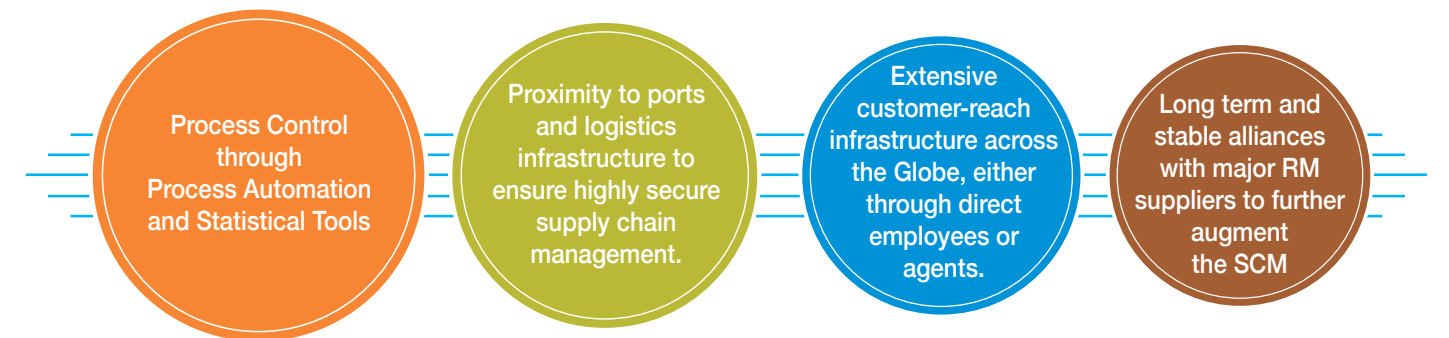 Process Control
through
Process Automation
and Statistical Tools
Proximity to ports
and logistics
infrastructure to
ensure highly secure
supply chain
management.
Extensive
customer-reach
infrastructure across
the Globe, either
through direct
employees or
agents.
Long term and
stable alliances
with major RM
suppliers to further
augment
the SCM